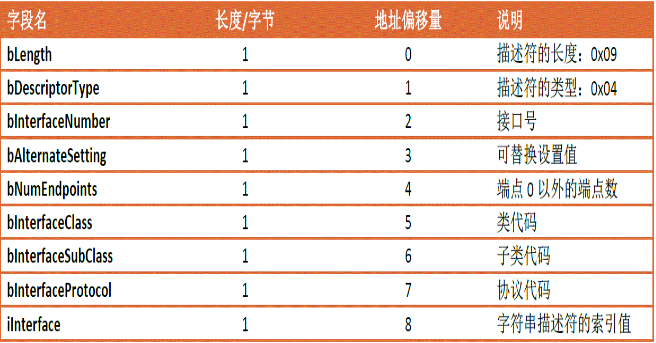 字段名 长度/字节 地址偏移量 说明
bLength 1 0 描述符的长度：0x09
bDescriptorType 1 1 描述符的类型：0x04
bInterfaceNumber 1 2 接口号
bAlternateSetting 1 3 可替换设置值
bNumEndpoints 1 4 端点 0 以外的端点数
bInterfaceClass 1 5 类代码
bInterfaceSubClass 1 6 子类代码
bInterfaceProtocol 1 7 协议代码
iInterface 1 8 字符串描述符的索引值